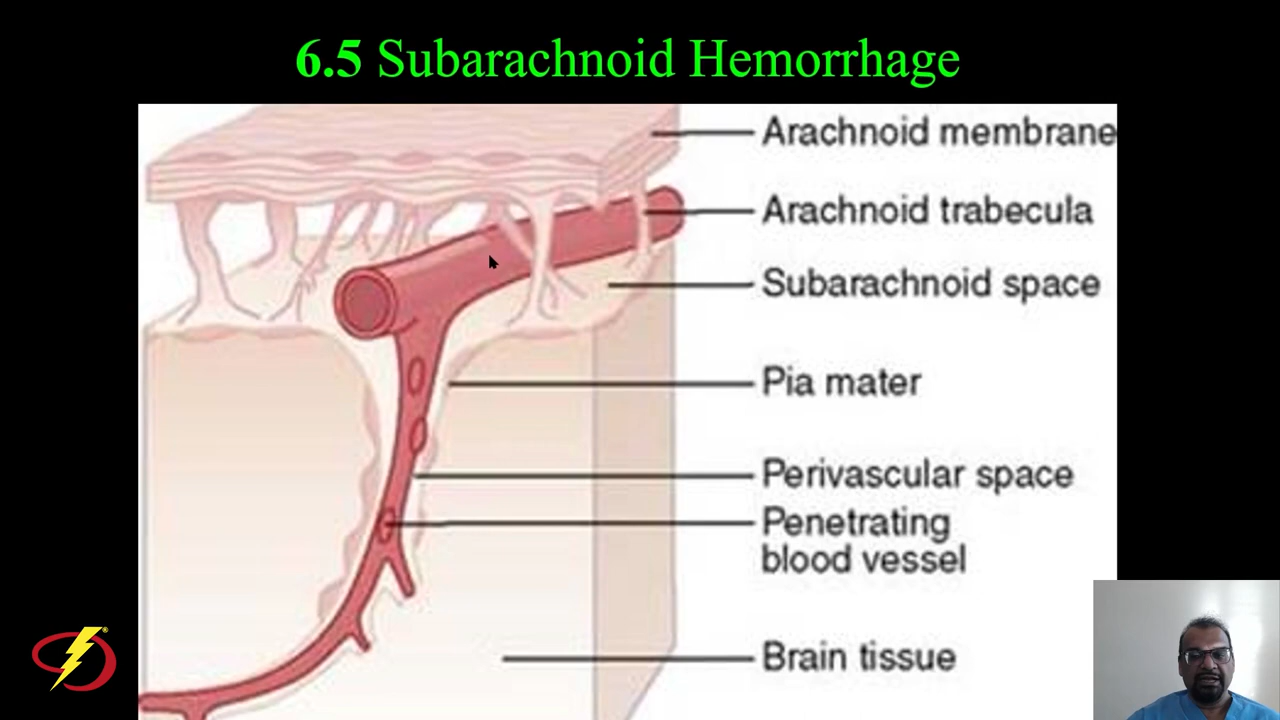 6.5 Subarachnoid Hemorrhage
Arachnoid membrane
Arachnoid trabecula
Subarachnoid space
Pia mater
Perivascular space
Penetrating
blood vessel
Brain tissue
®